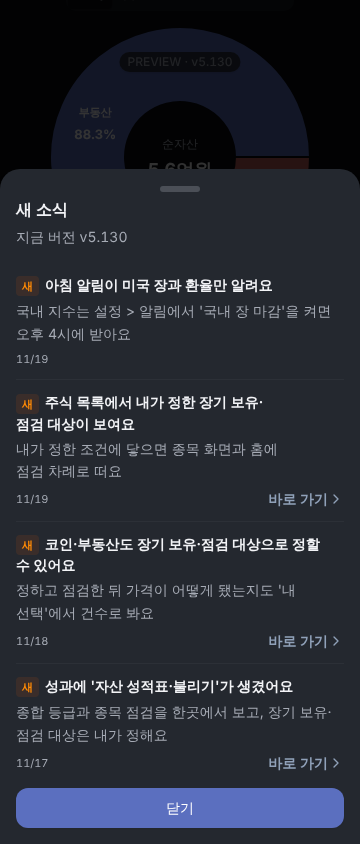 PREVIEW · v5.130
부동산
88.3%
순자산
5.6억원
새 소식
지금 버전 v5.130
새 아침 알림이 미국 장과 환율만 알려요
국내 지수는 설정 > 알림에서 '국내 장 마감'을 켜면
오후 4시에 받아요
11/19
새 주식 목록에서 내가 정한 장기 보유·
점검 대상이 보여요
내가 정한 조건에 닿으면 종목 화면과 홈에
점검 차례로 떠요
11/19 바로 가기 >
새 코인·부동산도 장기 보유·점검 대상으로 정할
수 있어요
정하고 점검한 뒤 가격이 어떻게 됐는지도 '내
선택'에서 건수로 봐요
11/18 바로 가기 >
새 성과에 '자산 성적표·불리기'가 생겼어요
종합 등급과 종목 점검을 한곳에서 보고, 장기 보유·
점검 대상은 내가 정해요
11/17 바로 가기 >
닫기